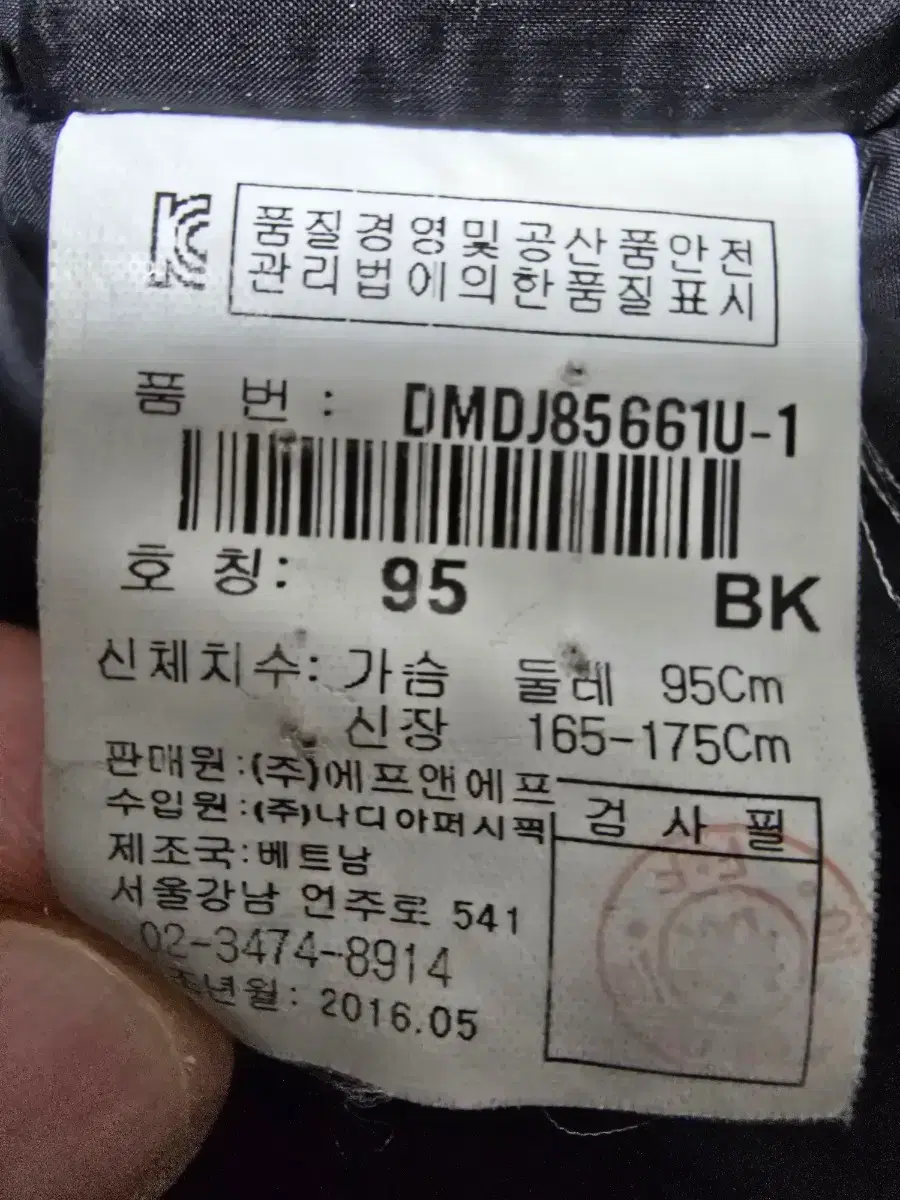 KC
품질경영및공산품안전
관리법에의한품질표시
품 번 : DMDJ85661U-1
호 칭: 95 BK
신체치수: 가슴 둘레 95Cm
신장 165-175Cm
판매원:(주)에프앤에프
수입원:(주)나디아퍼시픽
검 사 필
제조국:베트남
서울강남 언주로 541
02-3474-8914
년월: 2016.05